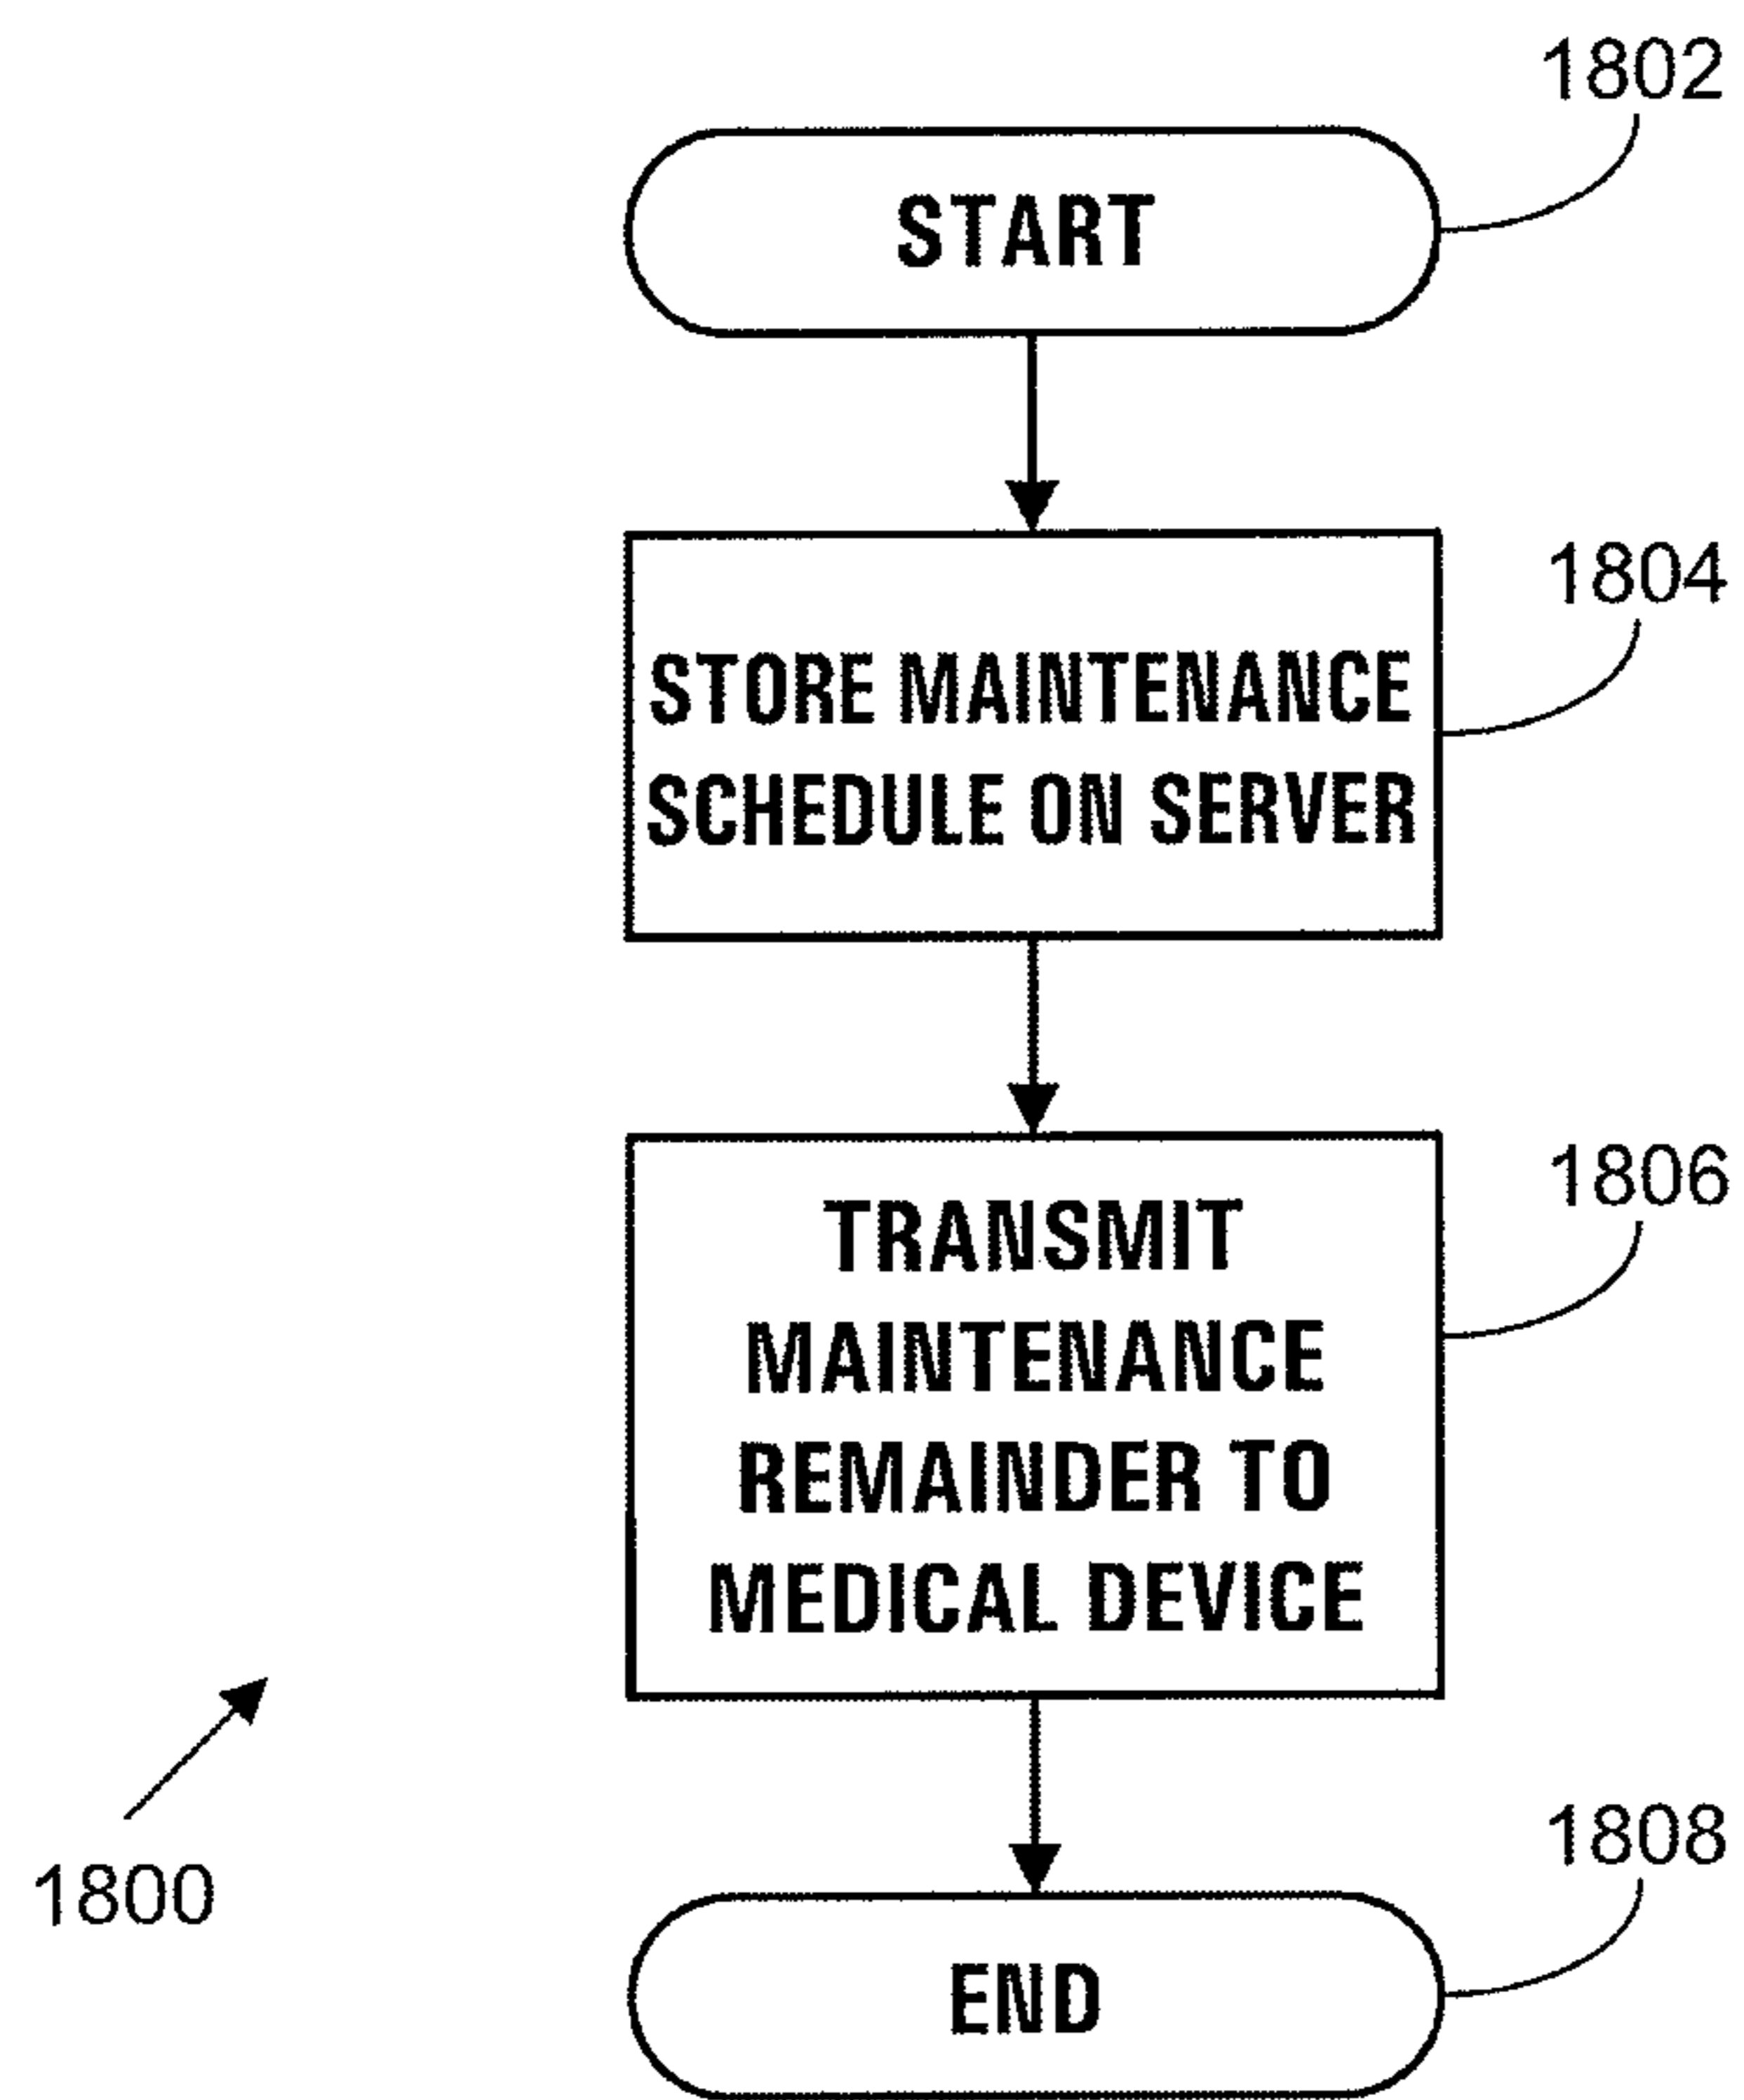 1802
START
1804
STORE MAINTENANCE
SCHEDULE ON SERVER
1806
TRANSMIT
MAINTENANCE
REMAINDER TO
MEDICAL DEVICE
1800
1808
END